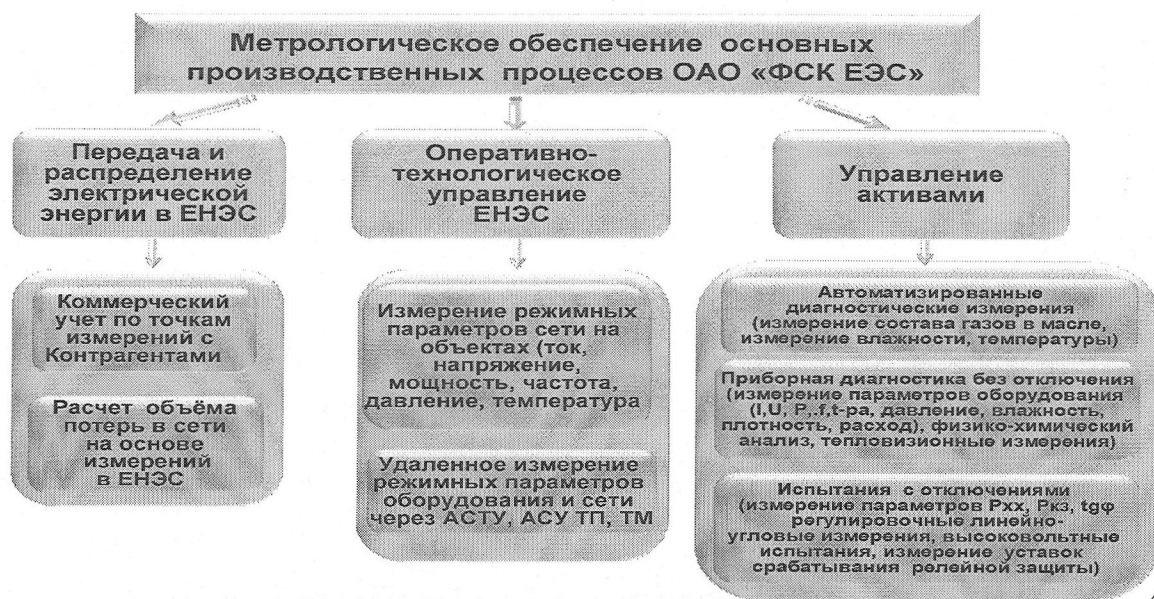 Метрологическое обеспечение основных
производственных процессов ОАО «ФСК ЕЭС»
Передача и
распределение
электрической
энергии в ЕНЭС
Коммерческий
учет по точкам
измерений с
Контрагентами
Расчет объёма
потерь в сети
на основе
измерений
в ЕНЭС
Оперативно-
технологическое
управление
ЕНЭС
Измерение режимных
параметров сети на
объектах (ток,
напряжение,
мощность, частота,
давление, температура
Удаленное измерение
режимных параметров
оборудования и сети
через АСТУ, АСУ ТП, ТМ
Управление
активами
Автоматизированные
диагностические измерения
(измерение состава газов в масле,
измерение влажности, температуры)
Приборная диагностика без отключения
(измерение параметров оборудования
(I,U, P,.f,t-ра, давление, влажность,
плотность, расход), физико-химический
анализ, тепловизионные измерения)
Испытания с отключениями
(измерение параметров Рхх, Ркз, tgφ
регулировочные линейно-
угловые измерения, высоковольтные
испытания, измерение уставок
срабатывания релейной защиты)